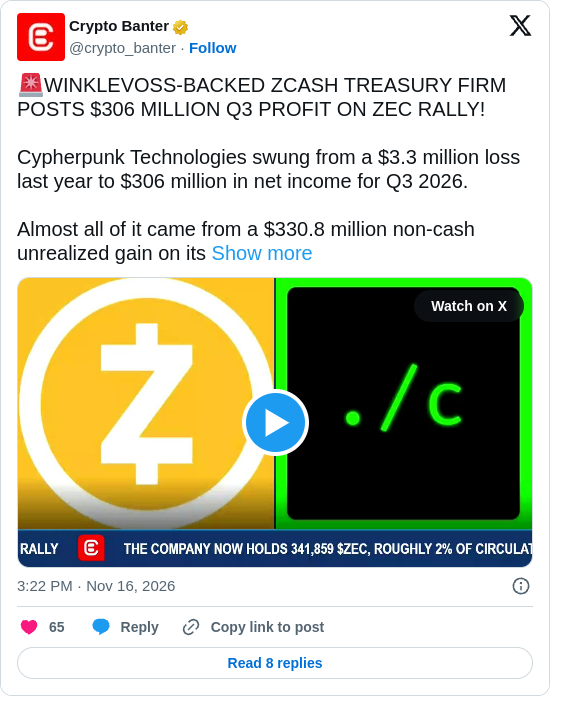 Crypto Banter
@crypto_banter · Follow
🚨WINKLEVOSS-BACKED ZCASH TREASURY FIRM
POSTS $306 MILLION Q3 PROFIT ON ZEC RALLY!
Cypherpunk Technologies swung from a $3.3 million loss
last year to $306 million in net income for Q3 2026.
Almost all of it came from a $330.8 million non-cash
unrealized gain on its Show more
Watch on X
./c
RALLY THE COMPANY NOW HOLDS 341,859 $ZEC, ROUGHLY 2% OF CIRCULAT
3:22 PM · Nov 16, 2026
65 Reply Copy link to post
Read 8 replies